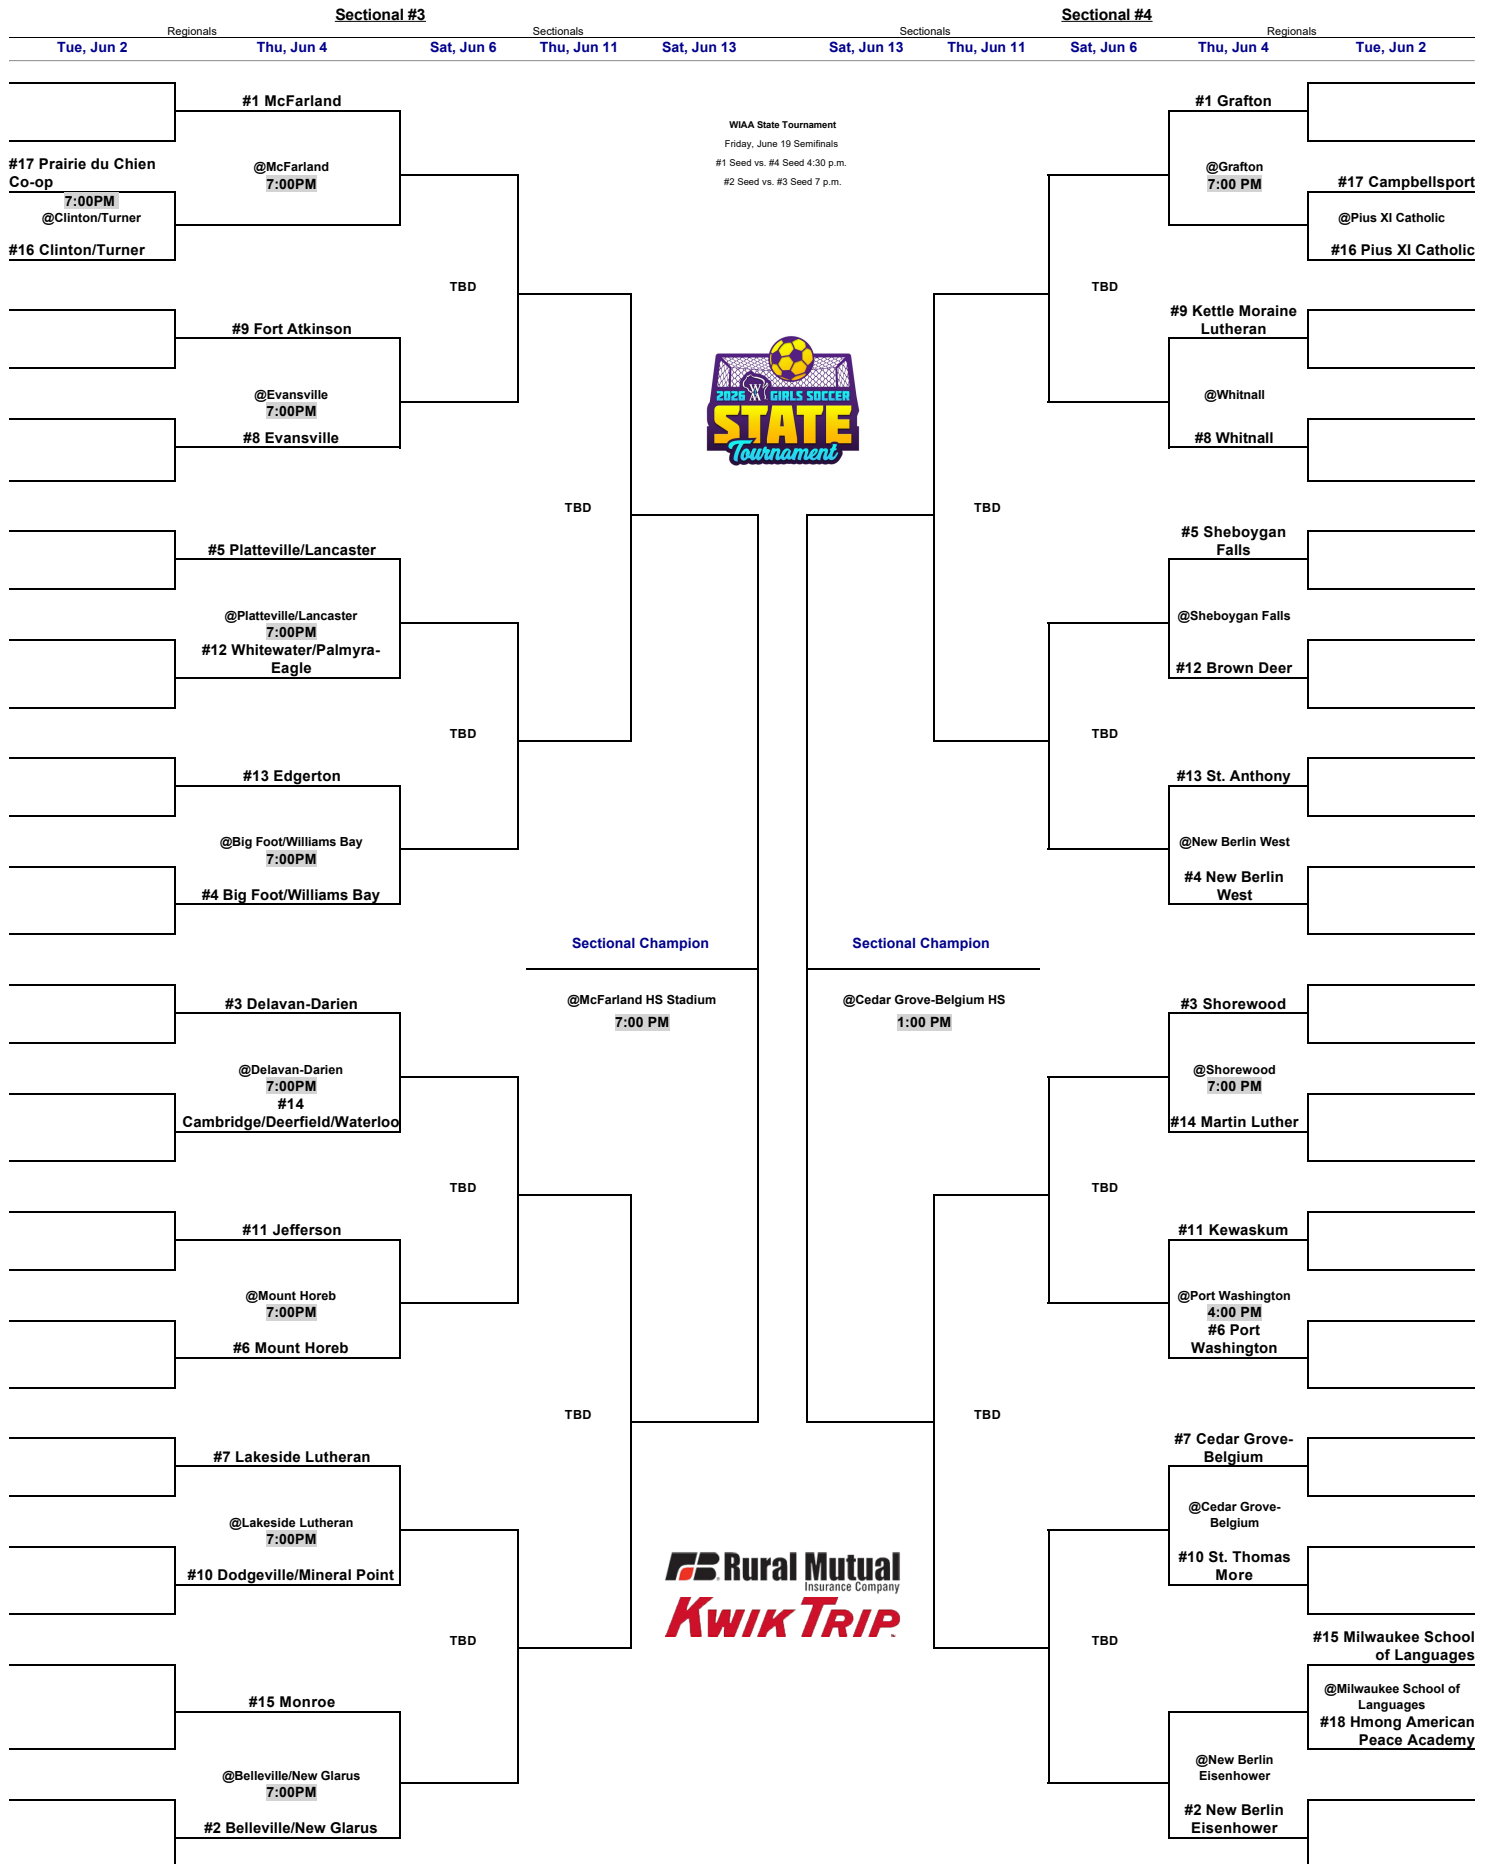 Sectional #3
Sectional #4
Regionals
Sectionals
Sectionals
Regionals
Tue, Jun 2
Thu, Jun 4
Sat, Jun 6
Thu, Jun 11
Sat, Jun 13
Sat, Jun 13
Thu, Jun 11
Sat, Jun 6
Thu, Jun 4
Tue, Jun 2
#17 Prairie du Chien
Co-op
7:00PM
@Clinton/Turner
#16 Clinton/Turner
#1 McFarland
@McFarland
7:00PM
#9 Fort Atkinson
@Evansville
7:00PM
#8 Evansville
#5 Platteville/Lancaster
@Platteville/Lancaster
7:00PM
#12 Whitewater/Palmyra-
Eagle
#13 Edgerton
@Big Foot/Williams Bay
7:00PM
#4 Big Foot/Williams Bay
#3 Delavan-Darien
@Delavan-Darien
7:00PM
#14
Cambridge/Deerfield/Waterloo
#11 Jefferson
@Mount Horeb
7:00PM
#6 Mount Horeb
#7 Lakeside Lutheran
@Lakeside Lutheran
7:00PM
#10 Dodgeville/Mineral Point
#15 Monroe
@Belleville/New Glarus
7:00PM
#2 Belleville/New Glarus
TBD
TBD
TBD
TBD
TBD
TBD
Sectional Champion
@McFarland HS Stadium
7:00 PM
WIAA State Tournament
Friday, June 19 Semifinals
#1 Seed vs. #4 Seed 4:30 p.m.
#2 Seed vs. #3 Seed 7 p.m.
2026 WIAA GIRLS SOCCER
STATE
Tournament
Rural Mutual
Insurance Company
KWIK TRIP
Sectional Champion
@Cedar Grove-Belgium HS
1:00 PM
TBD
TBD
TBD
TBD
TBD
TBD
#1 Grafton
@Grafton
7:00 PM
#9 Kettle Moraine
Lutheran
@Whitnall
#8 Whitnall
#5 Sheboygan
Falls
@Sheboygan Falls
#12 Brown Deer
#13 St. Anthony
@New Berlin West
#4 New Berlin
West
#3 Shorewood
@Shorewood
7:00 PM
#14 Martin Luther
#11 Kewaskum
@Port Washington
4:00 PM
#6 Port
Washington
#7 Cedar Grove-
Belgium
@Cedar Grove-
Belgium
#10 St. Thomas
More
@New Berlin
Eisenhower
#2 New Berlin
Eisenhower
#17 Campbellsport
@Pius XI Catholic
#16 Pius XI Catholic
#15 Milwaukee School
of Languages
@Milwaukee School of
Languages
#18 Hmong American
Peace Academy